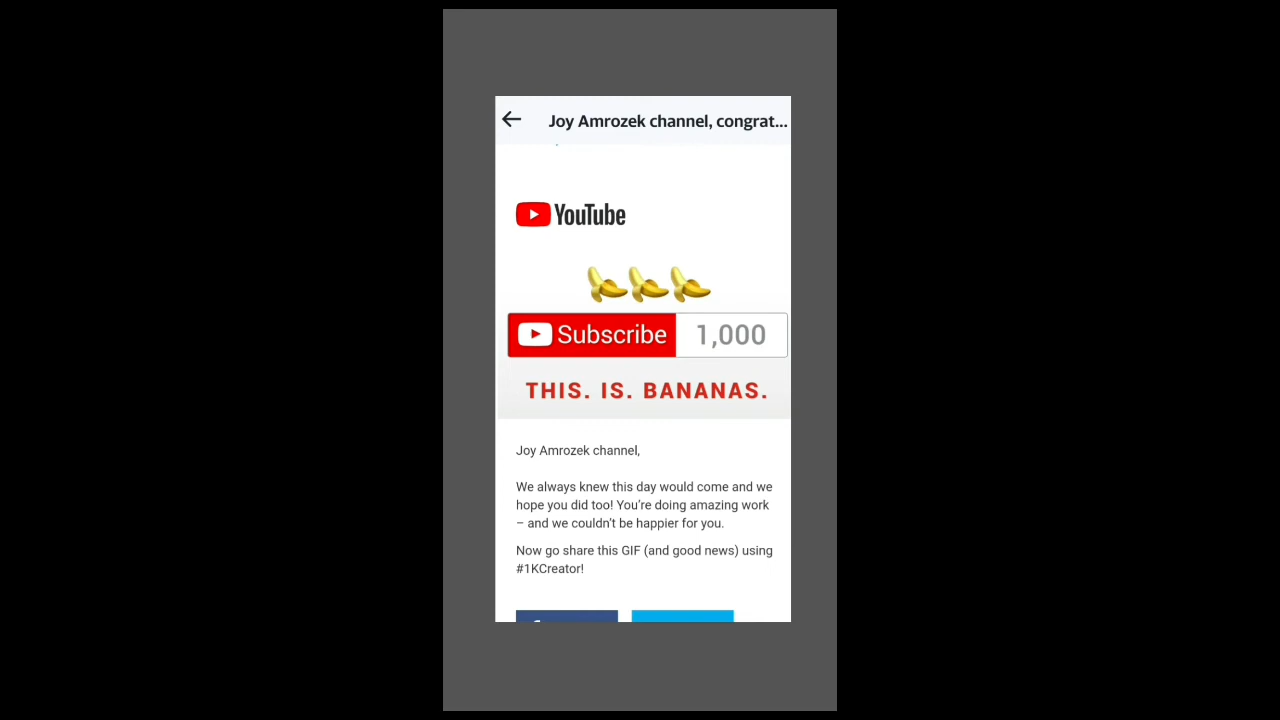 Joy Amrozek channel, congrat...
YouTube
Subscribe 1,000
THIS. IS. BANANAS.
Joy Amrozek channel,
We always knew this day would come and we
hope you did too! You’re doing amazing work
– and we couldn’t be happier for you.
Now go share this GIF (and good news) using
#1KCreator!